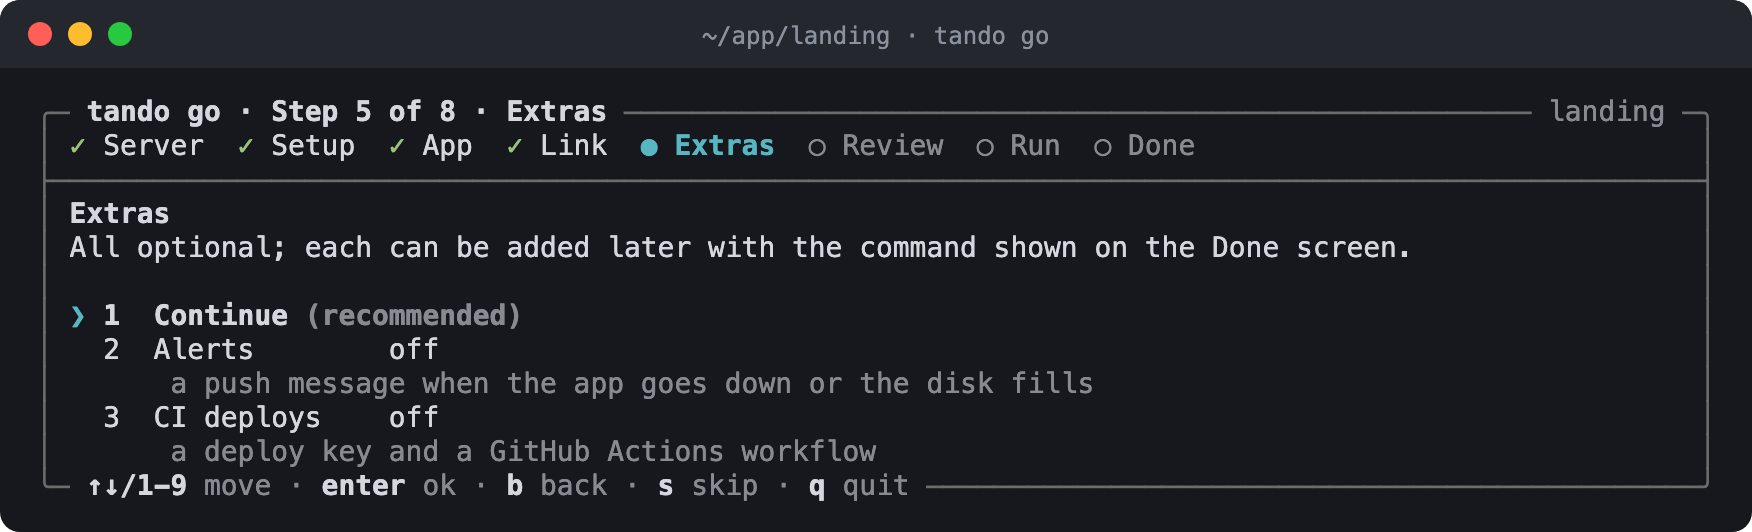 ~/app/landing · tando go
tando go · Step 5 of 8 · Extras landing
✓ Server ✓ Setup ✓ App ✓ Link ● Extras ○ Review ○ Run ○ Done
Extras
All optional; each can be added later with the command shown on the Done screen.
❯ 1 Continue (recommended)
2 Alerts off
a push message when the app goes down or the disk fills
3 CI deploys off
a deploy key and a GitHub Actions workflow
↑↓/1–9 move · enter ok · b back · s skip · q quit